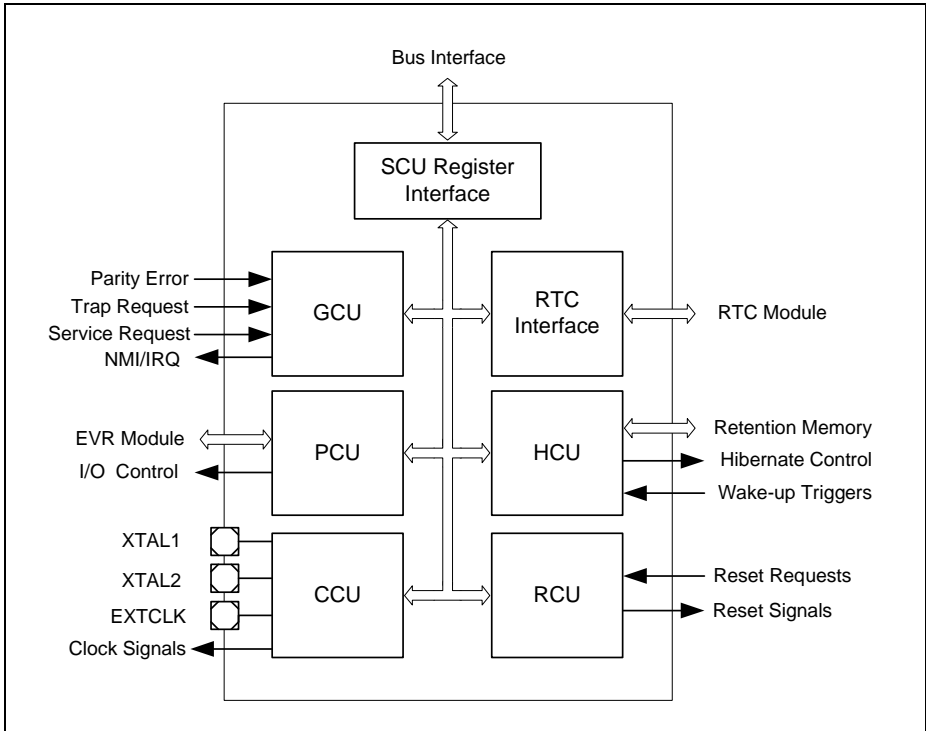 Bus Interface
SCU Register
Interface
Parity Error
Trap Request
Service Request
NMI/IRQ
GCU
RTC
Interface
RTC Module
EVR Module
I/O Control
PCU
HCU
Retention Memory
Hibernate Control
Wake-up Triggers
XTAL1
XTAL2
EXTCLK
Clock Signals
CCU
RCU
Reset Requests
Reset Signals